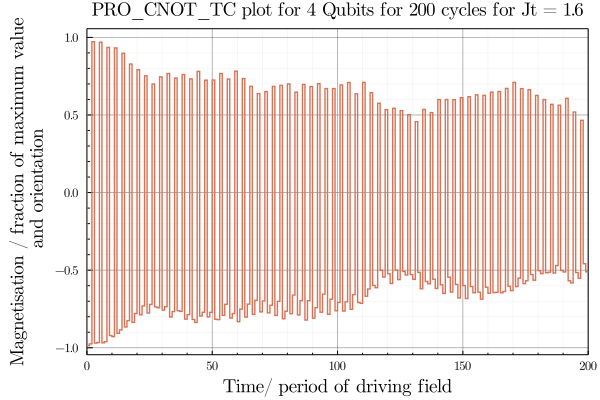 PRO_CNOT_TC plot for 4 Qubits for 200 cycles for Jt = 1.6
Magnetisation / fraction of maximum value
and orientation
1.0
0.5
0.0
−0.5
−1.0
0 50 100 150 200
Time/ period of driving field